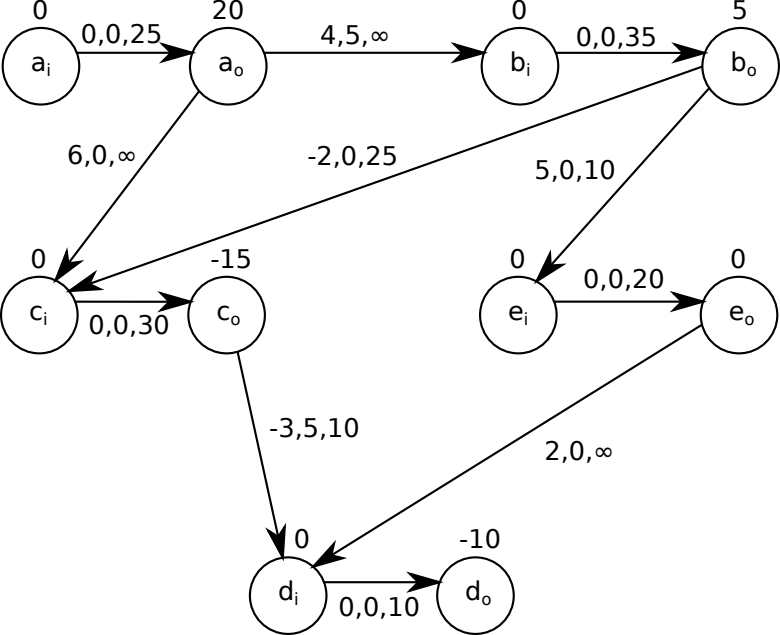 0 20 0 5
0,0,25 4,5,∞ 0,0,35
aᵢ aₒ bᵢ bₒ
6,0,∞ -2,0,25 5,0,10
0 -15 0 0
0,0,20
cᵢ cₒ eᵢ eₒ
0,0,30
-3,5,10 2,0,∞
0 -10
dᵢ dₒ
0,0,10